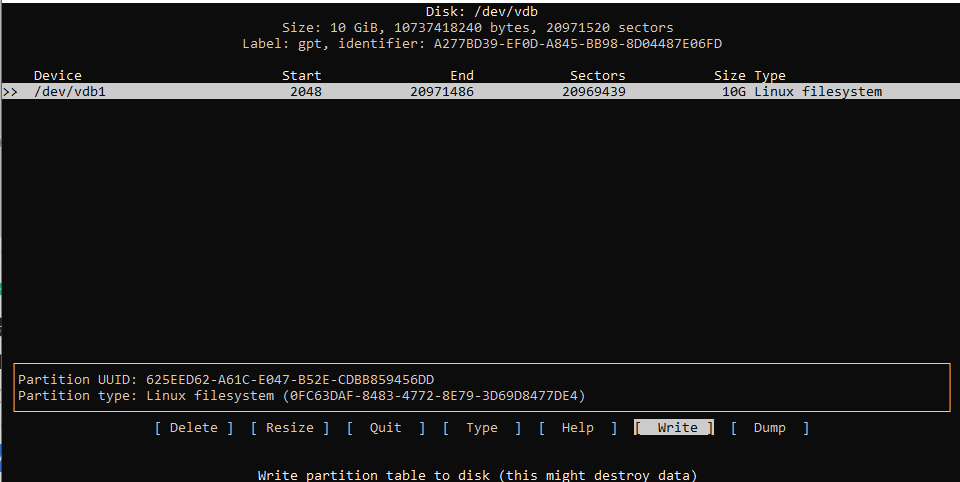 Disk: /dev/vdb
Size: 10 GiB, 10737418240 bytes, 20971520 sectors
Label: gpt, identifier: A277BD39-EF0D-A845-BB98-8D04487E06FD
Device Start End Sectors Size Type
>> /dev/vdb1 2048 20971486 20969439 10G Linux filesystem
Partition UUID: 625EED62-A61C-E047-B52E-CDBB859456DD
Partition type: Linux filesystem (0FC63DAF-8483-4772-8E79-3D69D8477DE4)
[ Delete ] [ Resize ] [ Quit ] [ Type ] [ Help ] [ Write ] [ Dump ]
Write partition table to disk (this might destroy data)